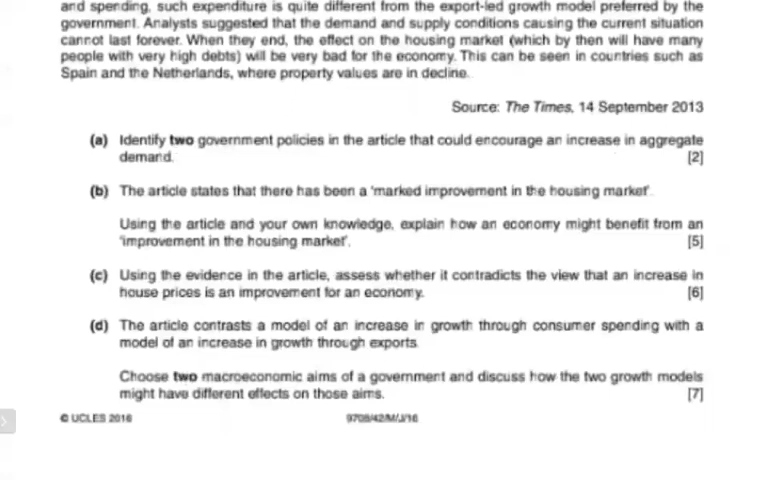 and spending, such expenditure is quite different from the export-led growth model preferred by the
government. Analysts suggested that the demand and supply conditions causing the current situation
cannot last forever. When they end, the effect on the housing market (which by then will have many
people with very high debts) will be very bad for the economy. This can be seen in countries such as
Spain and the Netherlands, where property values are in decline.
Source: The Times, 14 September 2013
(a) Identify two government policies in the article that could encourage an increase in aggregate
demand. [2]
(b) The article states that there has been a 'marked improvement in the housing market'.
Using the article and your own knowledge, explain how an economy might benefit from an
'improvement in the housing market'. [5]
(c) Using the evidence in the article, assess whether it contradicts the view that an increase in
house prices is an improvement for an economy. [6]
(d) The article contrasts a model of an increase in growth through consumer spending with a
model of an increase in growth through exports.
Choose two macroeconomic aims of a government and discuss how the two growth models
might have different effects on those aims. [7]
© UCLES 2016 9708/42/M/J/16